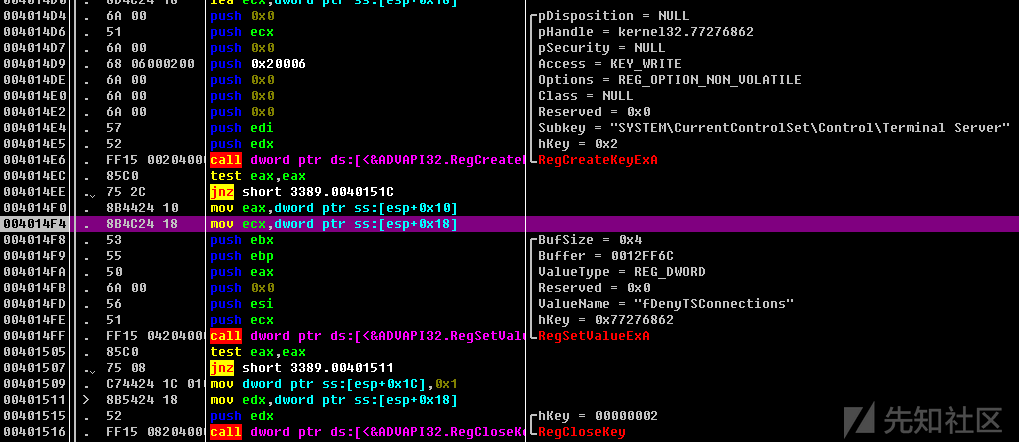 004014D0 . 8D4C24 18 lea ecx,dword ptr ss:[esp+0x18]
004014D4 . 6A 00 push 0x0 pDisposition = NULL
004014D6 . 51 push ecx pHandle = kernel32.77276862
004014D7 . 6A 00 push 0x0 pSecurity = NULL
004014D9 . 68 06000200 push 0x20006 Access = KEY_WRITE
004014DE . 6A 00 push 0x0 Options = REG_OPTION_NON_VOLATILE
004014E0 . 6A 00 push 0x0 Class = NULL
004014E2 . 6A 00 push 0x0 Reserved = 0x0
004014E4 . 57 push edi Subkey = "SYSTEM\CurrentControlSet\Control\Terminal Server"
004014E5 . 52 push edx hKey = 0x2
004014E6 . FF15 00204000 call dword ptr ds:[<&ADVAPI32.RegCreateK RegCreateKeyExA
004014EC . 85C0 test eax,eax
004014EE . 75 2C jnz short 3389.0040151C
004014F0 . 8B4424 10 mov eax,dword ptr ss:[esp+0x10]
004014F4 . 8B4C24 18 mov ecx,dword ptr ss:[esp+0x18]
004014F8 . 53 push ebx BufSize = 0x4
004014F9 . 55 push ebp Buffer = 0012FF6C
004014FA . 50 push eax ValueType = REG_DWORD
004014FB . 6A 00 push 0x0 Reserved = 0x0
004014FD . 56 push esi ValueName = "fDenyTSConnections"
004014FE . 51 push ecx hKey = 0x77276862
004014FF . FF15 04204000 call dword ptr ds:[<&ADVAPI32.RegSetValu RegSetValueExA
00401505 . 85C0 test eax,eax
00401507 . 75 08 jnz short 3389.00401511
00401509 . C74424 1C 01 mov dword ptr ss:[esp+0x1C],0x1
00401511 > 8B5424 18 mov edx,dword ptr ss:[esp+0x18]
00401515 . 52 push edx hKey = 00000002
00401516 . FF15 08204000 call dword ptr ds:[<&ADVAPI32.RegCloseKe RegCloseKey
先知社区